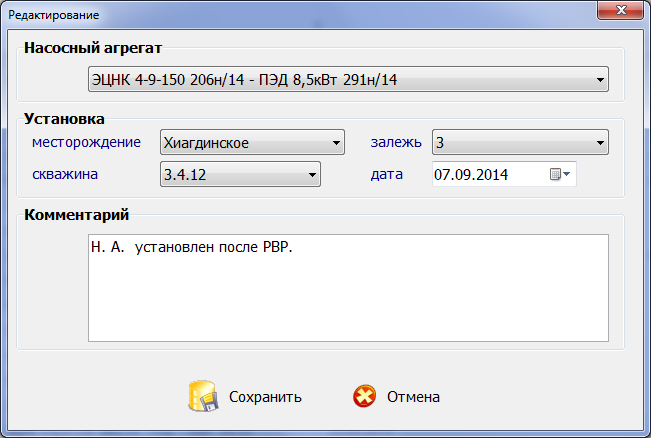 Редактирование
Насосный агрегат
ЭЦНК 4-9-150 206н/14 - ПЭД 8,5кВт 291н/14
Установка
месторождение Хиагдинское залежь 3
скважина 3.4.12 дата 07.09.2014
Комментарий
Н. А.  установлен после РВР.
Сохранить Отмена